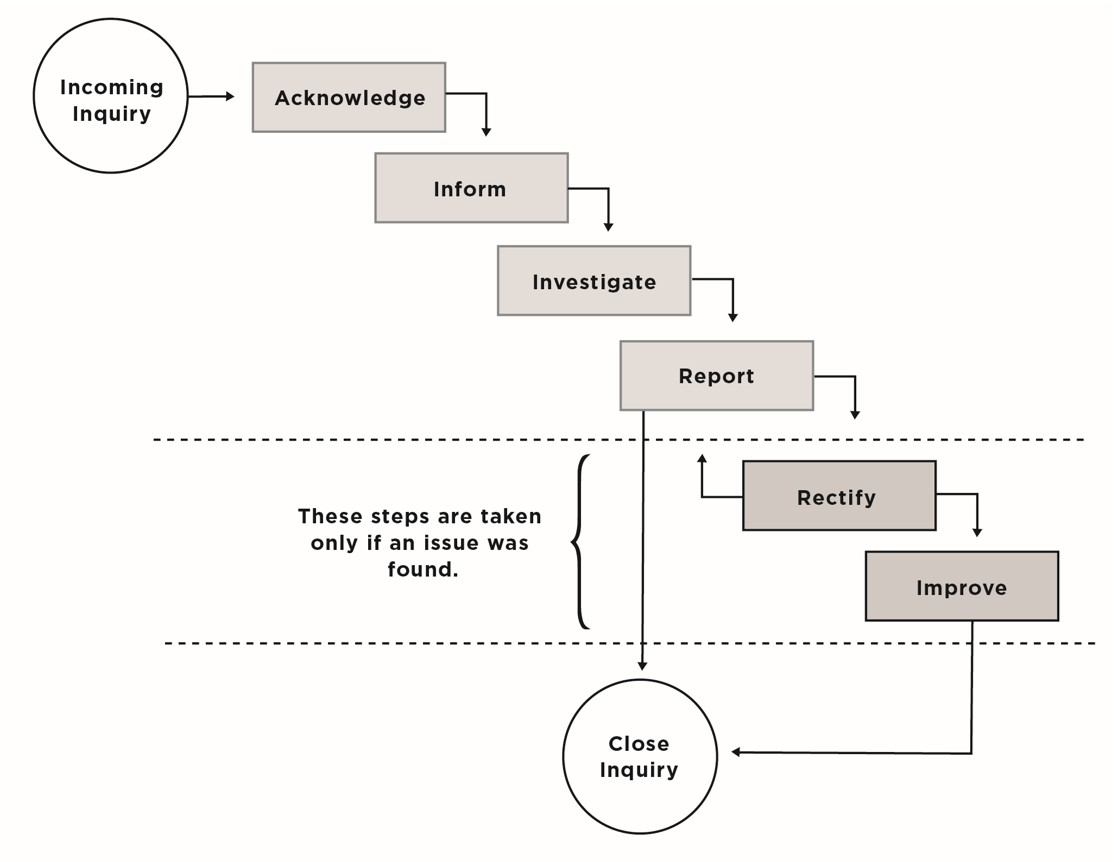 Incoming
Inquiry
Acknowledge
Inform
Investigate
Report
These steps are taken
only if an issue was
found.
Rectify
Improve
Close
Inquiry